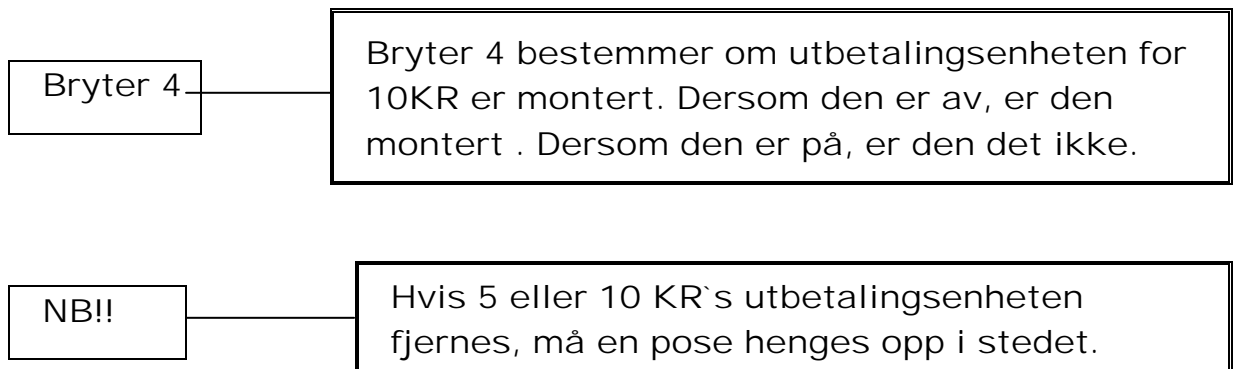 Bryter 4
Bryter 4 bestemmer om utbetalingsenheten for
10KR er montert. Dersom den er av, er den
montert . Dersom den er på, er den det ikke.
NB!!
Hvis 5 eller 10 KR`s utbetalingsenheten
fjernes, må en pose henges opp i stedet.